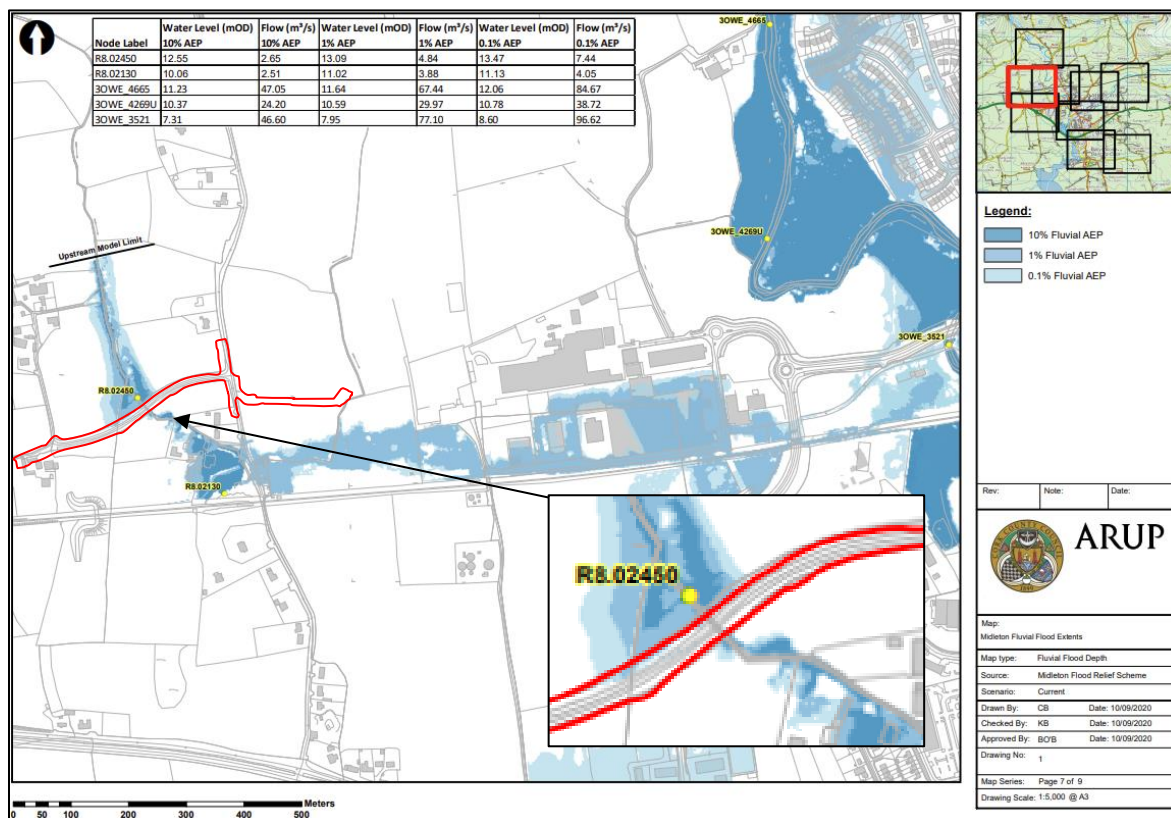 Node Label Water Level (mOD) 10% AEP Flow (m³/s) 10% AEP Water Level (mOD) 1% AEP Flow (m³/s) 1% AEP Water Level (mOD) 0.1% AEP Flow (m³/s) 0.1% AEP
R8.02450 12.55 2.65 13.09 4.84 13.47 7.44
R8.02130 10.06 2.51 11.02 3.88 11.13 4.05
3OWE_4665 11.23 47.05 11.64 67.44 12.06 84.67
3OWE_4269U 10.37 24.20 10.59 29.97 10.78 38.72
3OWE_3521 7.31 46.60 7.95 77.10 8.60 96.62
3OWE_4665
3OWE_4269U
Upstream Model Limit
3OWE_3521
R8.02450
R8.02130
R8.02450
Meters
0 50 100 200 300 400 500
Legend:
10% Fluvial AEP
1% Fluvial AEP
0.1% Fluvial AEP
Rev: Note: Date:
ARUP
Map:
Midleton Fluvial Flood Extents
Map type: Fluvial Flood Depth
Source: Midleton Flood Relief Scheme
Scenario: Current
Drawn By: CB Date: 10/09/2020
Checked By: KB Date: 10/09/2020
Approved By: BO'B Date: 10/09/2020
Drawing No: 1
Map Series: Page 7 of 9
Drawing Scale: 1:5,000 @ A3